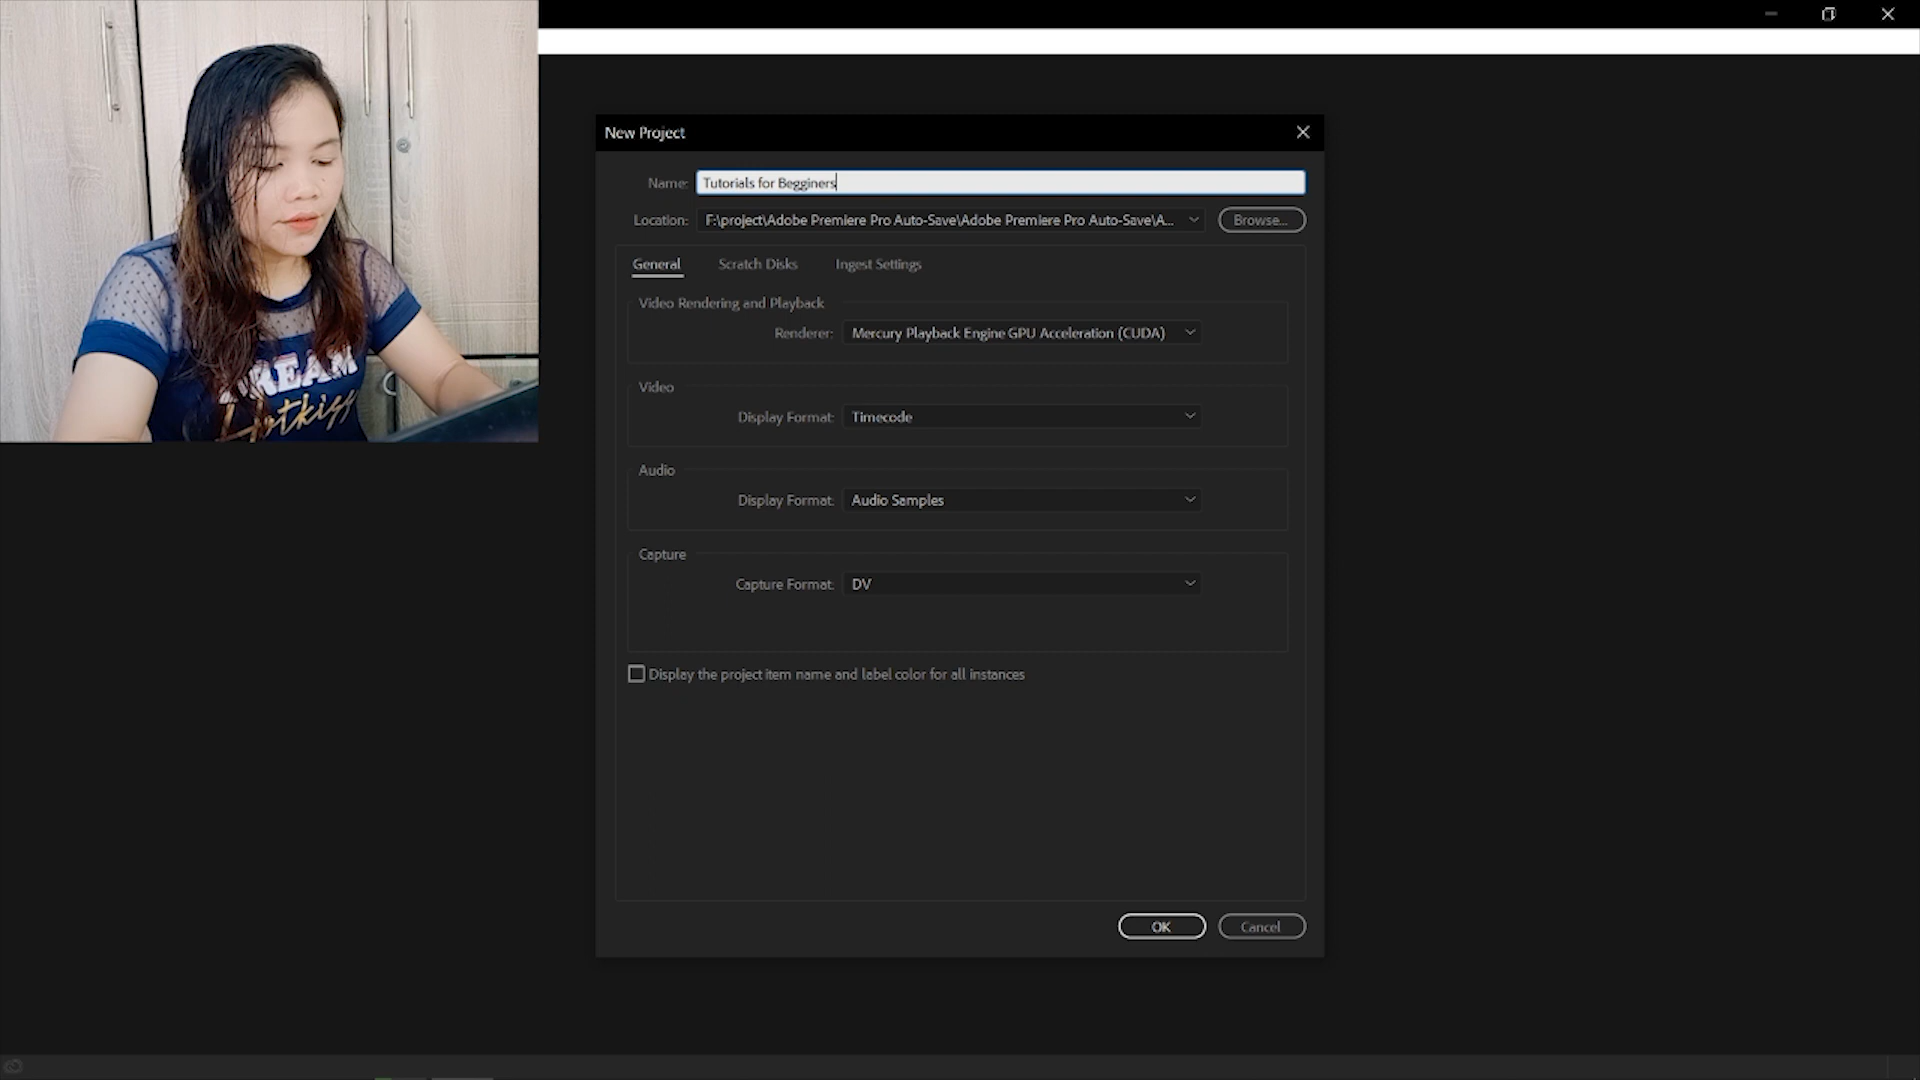 DREAM
Hotkiss
New Project
Name: Tutorials for Begginers
Location: F:\project\Adobe Premiere Pro Auto-Save\Adobe Premiere Pro Auto-Save\A... Browse...
General Scratch Disks Ingest Settings
Video Rendering and Playback
Renderer: Mercury Playback Engine GPU Acceleration (CUDA)
Video
Display Format: Timecode
Audio
Display Format: Audio Samples
Capture
Capture Format: DV
Display the project item name and label color for all instances
OK Cancel